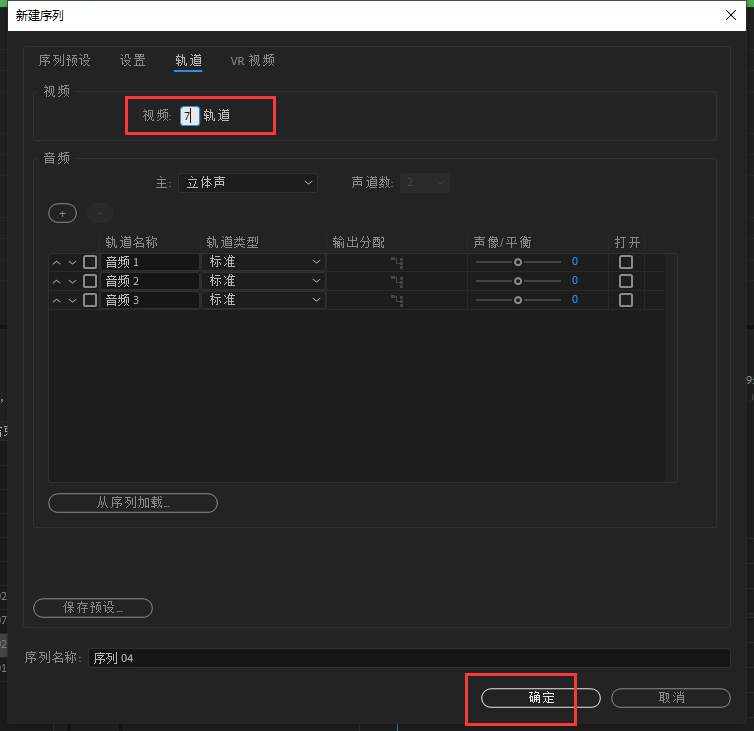 新建序列
序列预设 设置 轨道 VR 视频
视频
视频: 7 轨道
音频
主: 立体声 声道数: 2
+ -
轨道名称 轨道类型 输出分配 声像/平衡 打开
音频 1 标准 0
音频 2 标准 0
音频 3 标准 0
从序列加载...
保存预设...
序列名称: 序列 04
确定 取消